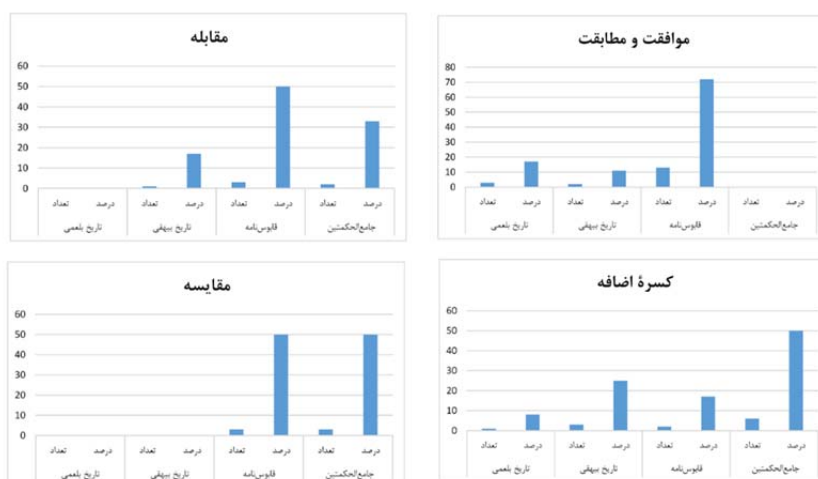 موافقت و مطابقت
80
70
60
50
40
30
20
10
0
تعداد درصد تعداد درصد تعداد درصد تعداد درصد
تاریخ بلعمی تاریخ بیهقی قابوس‌نامه جامع‌الحکمتین
مقابله
60
50
40
30
20
10
0
تعداد درصد تعداد درصد تعداد درصد تعداد درصد
تاریخ بلعمی تاریخ بیهقی قابوس‌نامه جامع‌الحکمتین
کسرهٔ اضافه
60
50
40
30
20
10
0
تعداد درصد تعداد درصد تعداد درصد تعداد درصد
تاریخ بلعمی تاریخ بیهقی قابوس‌نامه جامع‌الحکمتین
مقایسه
60
50
40
30
20
10
0
تعداد درصد تعداد درصد تعداد درصد تعداد درصد
تاریخ بلعمی تاریخ بیهقی قابوس‌نامه جامع‌الحکمتین